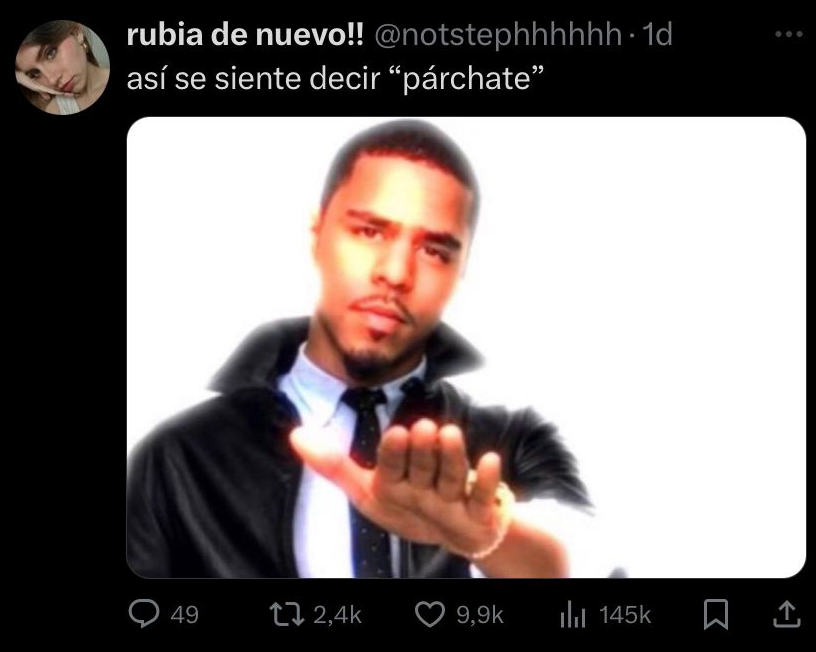 rubia de nuevo!! @notstephhhhhh · 1d
así se siente decir “párchate”
49 2,4k 9,9k 145k